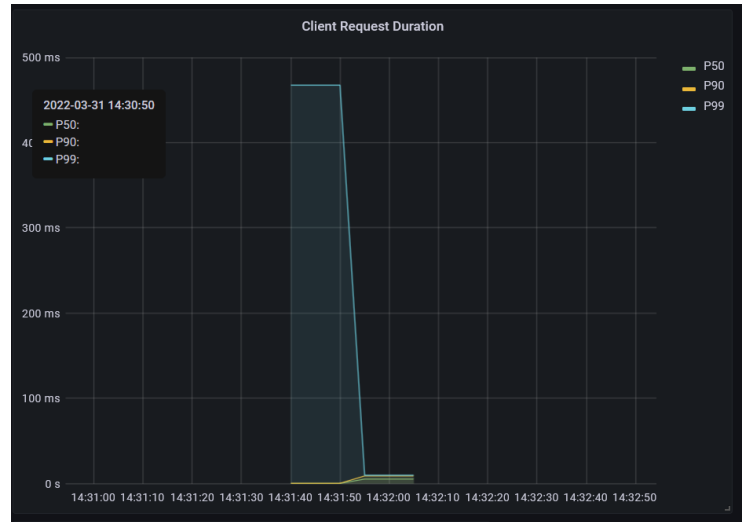 Client Request Duration
500 ms
P50
P90
P99
2022-03-31 14:30:50
P50:
P90:
P99:
300 ms
200 ms
100 ms
0 s
14:31:00 14:31:10 14:31:20 14:31:30 14:31:40 14:31:50 14:32:00 14:32:10 14:32:20 14:32:30 14:32:40 14:32:50